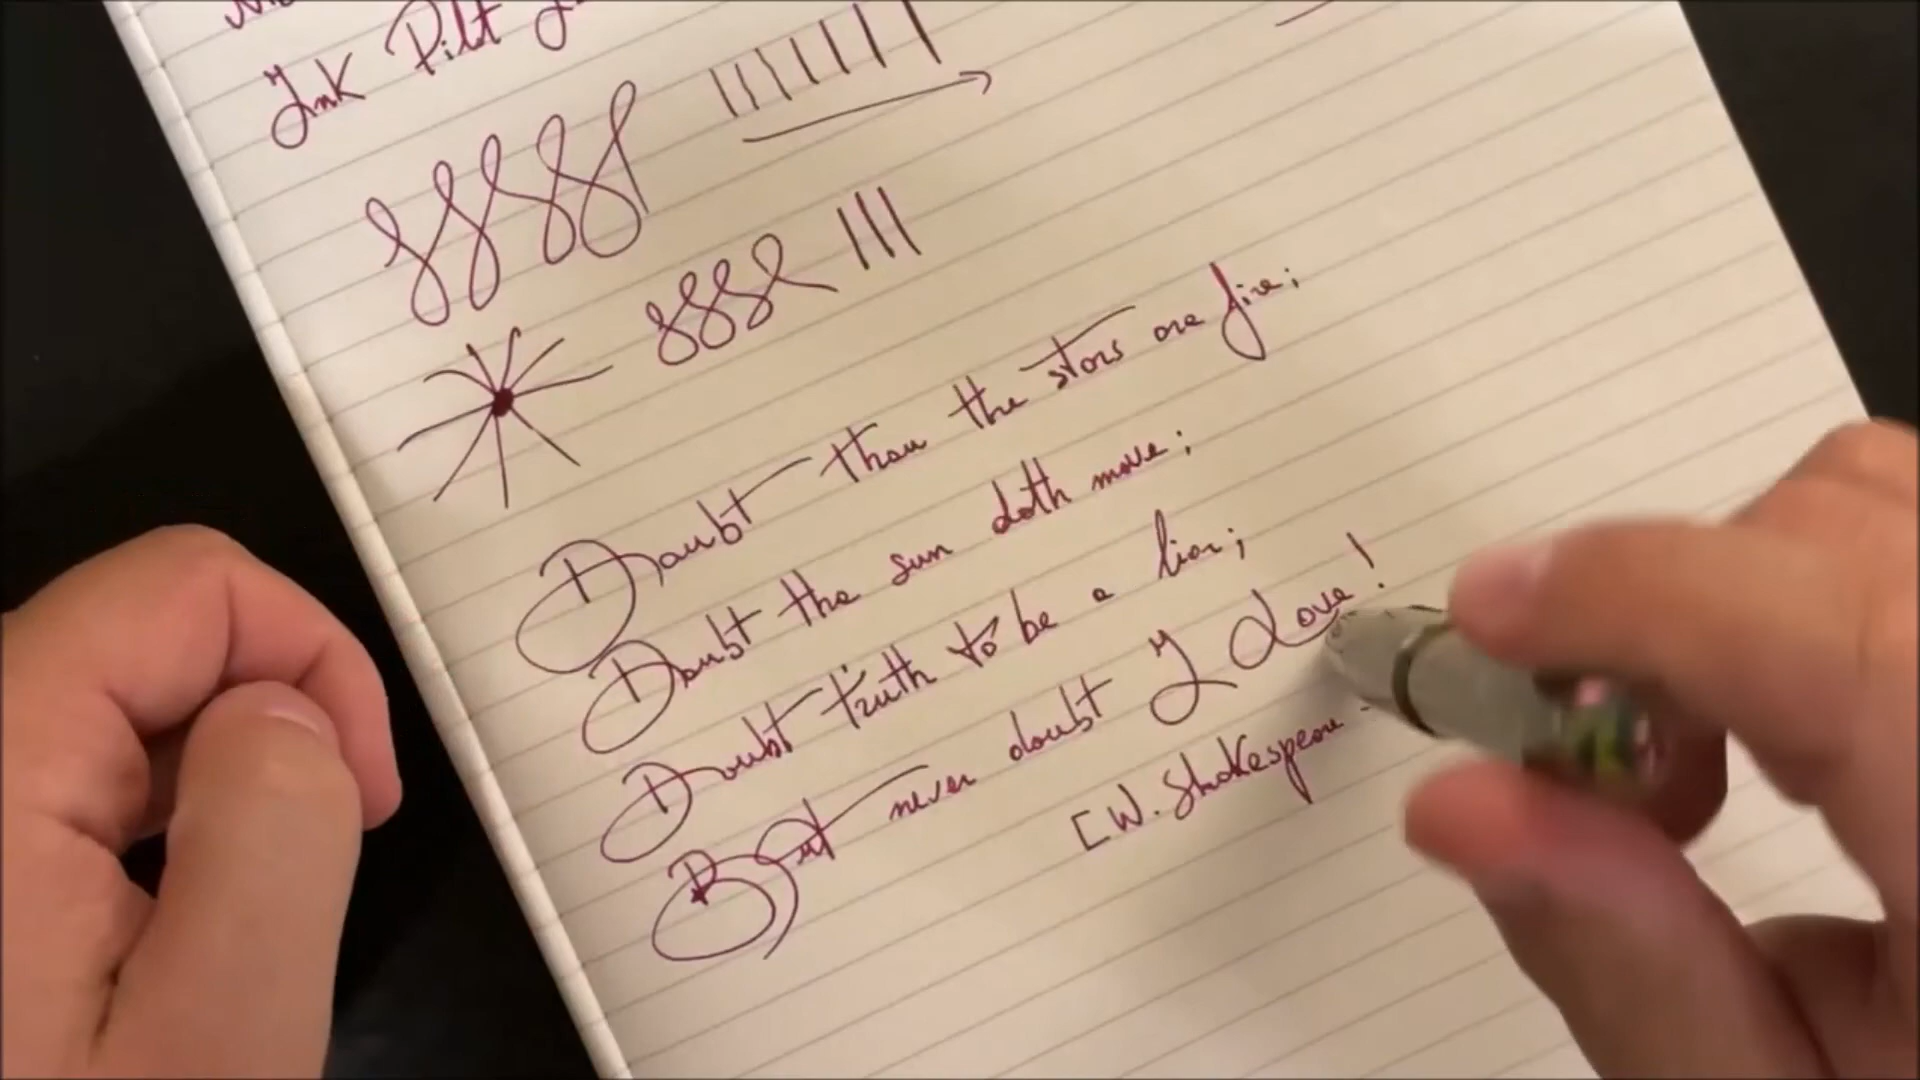 Ink Pilot
Doubt thou the stars are fire;
Doubt the sun doth move;
Doubt truth to be a liar;
But never doubt I Love!
[W. Shakespeare -